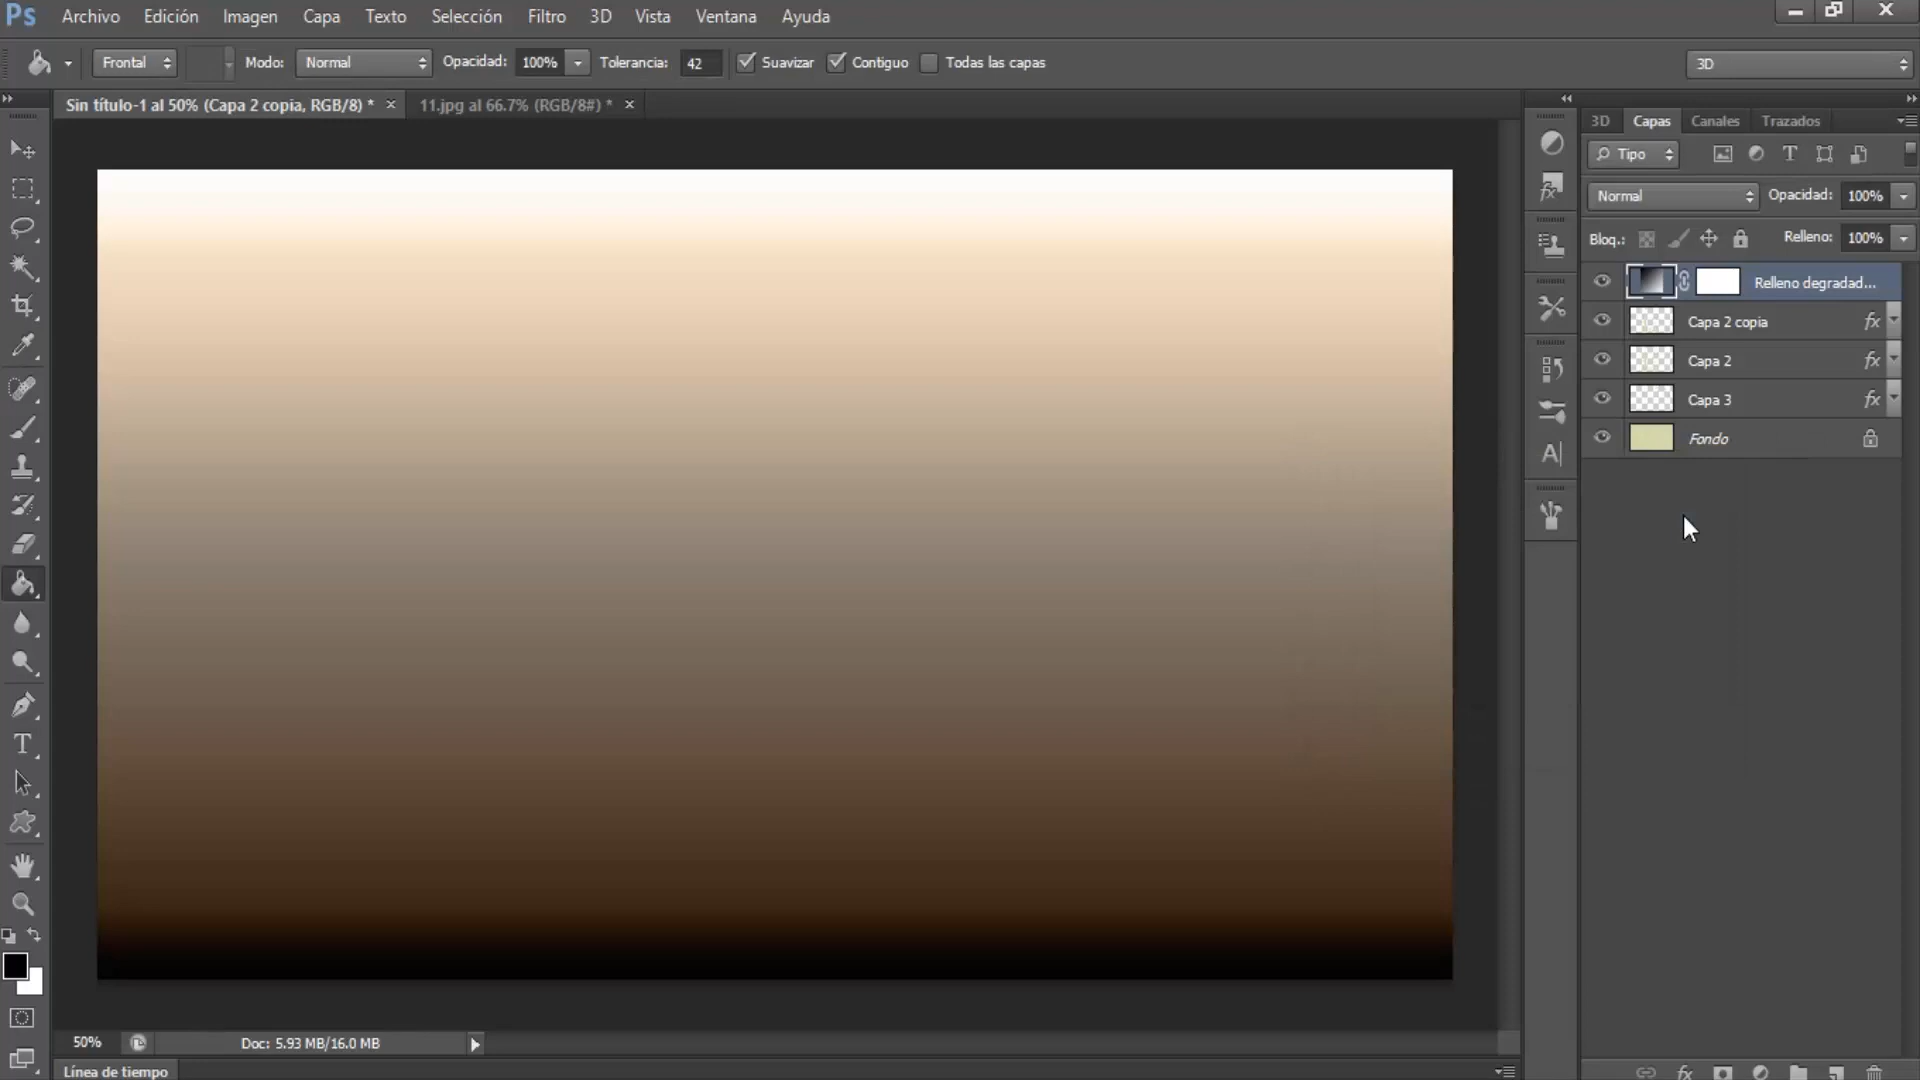 Ps Archivo Edición Imagen Capa Texto Selección Filtro 3D Vista Ventana Ayuda
Frontal Modo: Normal Opacidad: 100% Tolerancia: 42 Suavizar Contiguo Todas las capas 3D
Sin título-1 al 50% (Capa 2 copia, RGB/8) * 11.jpg al 66.7% (RGB/8#) *
3D Capas Canales Trazados
Tipo
Normal Opacidad: 100%
Bloq.: Relleno: 100%
Relleno degradad...
Capa 2 copia fx
Capa 2 fx
Capa 3 fx
Fondo
50% Doc: 5.93 MB/16.0 MB
Línea de tiempo